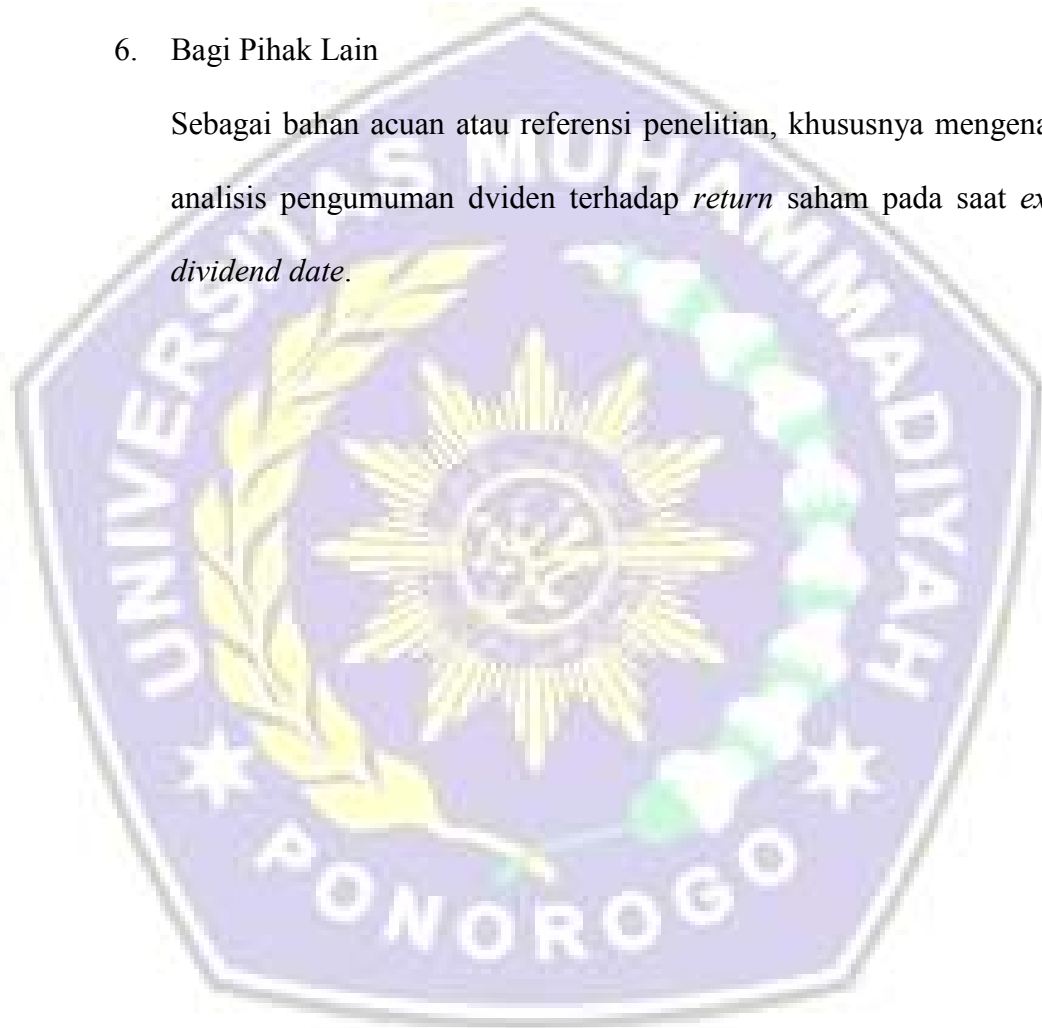 6. Bagi Pihak Lain
Sebagai bahan acuan atau referensi penelitian, khususnya mengena
analisis pengumuman dviden terhadap return saham pada saat ex
dividend date.
UNIVERSITAS MUHAMMADIYAH
PONOROGO